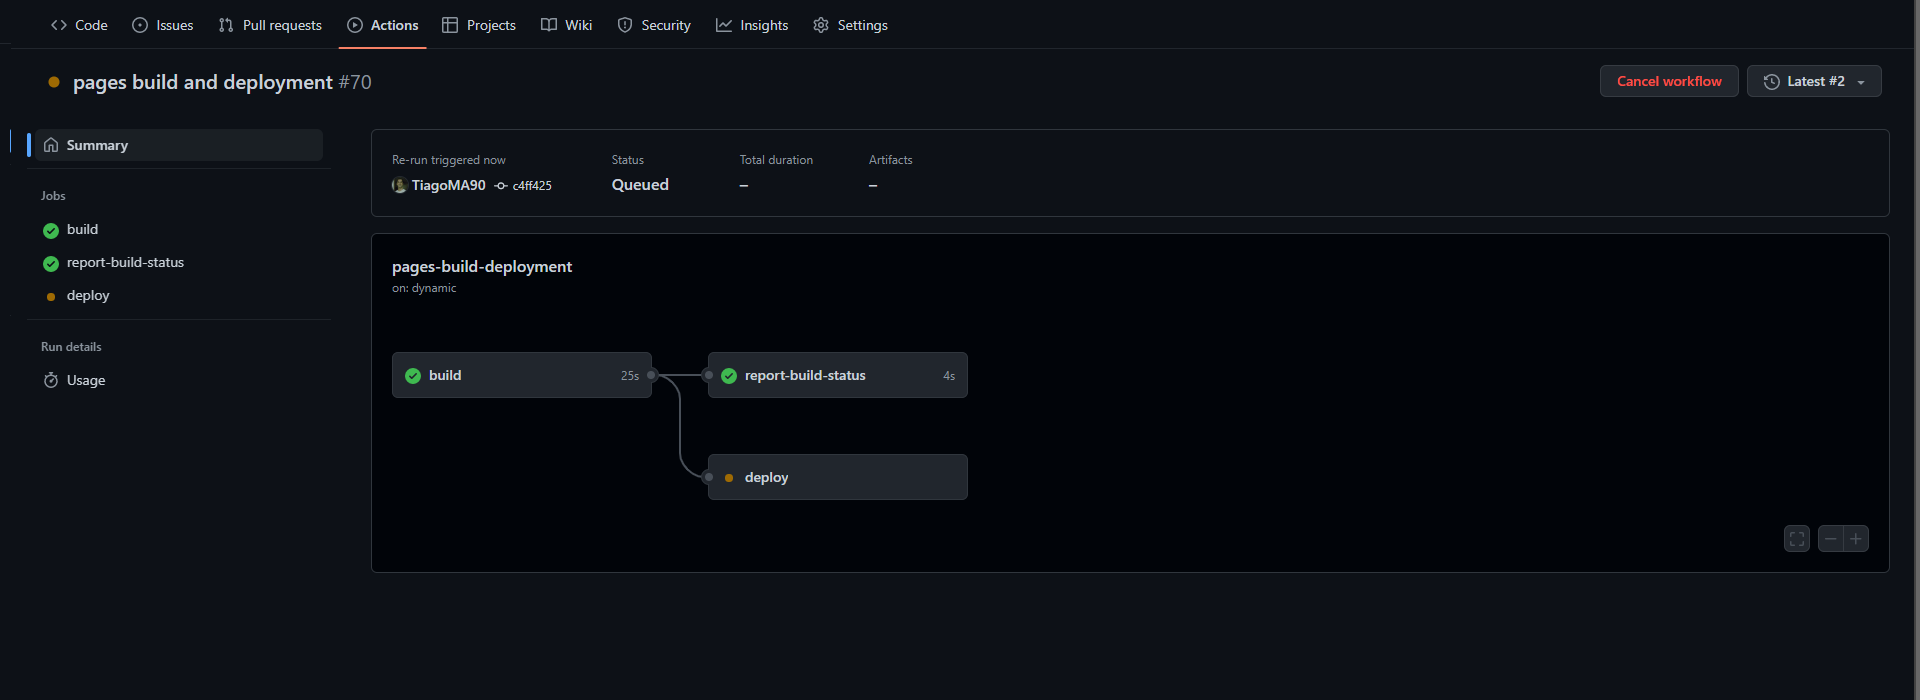 Code Issues Pull requests Actions Projects Wiki Security Insights Settings
pages build and deployment #70
Cancel workflow
Latest #2
Summary
Jobs
build
report-build-status
deploy
Run details
Usage
Re-run triggered now
TiagoMA90 c4ff425
Status
Queued
Total duration
–
Artifacts
–
pages-build-deployment
on: dynamic
build 25s
report-build-status 4s
deploy